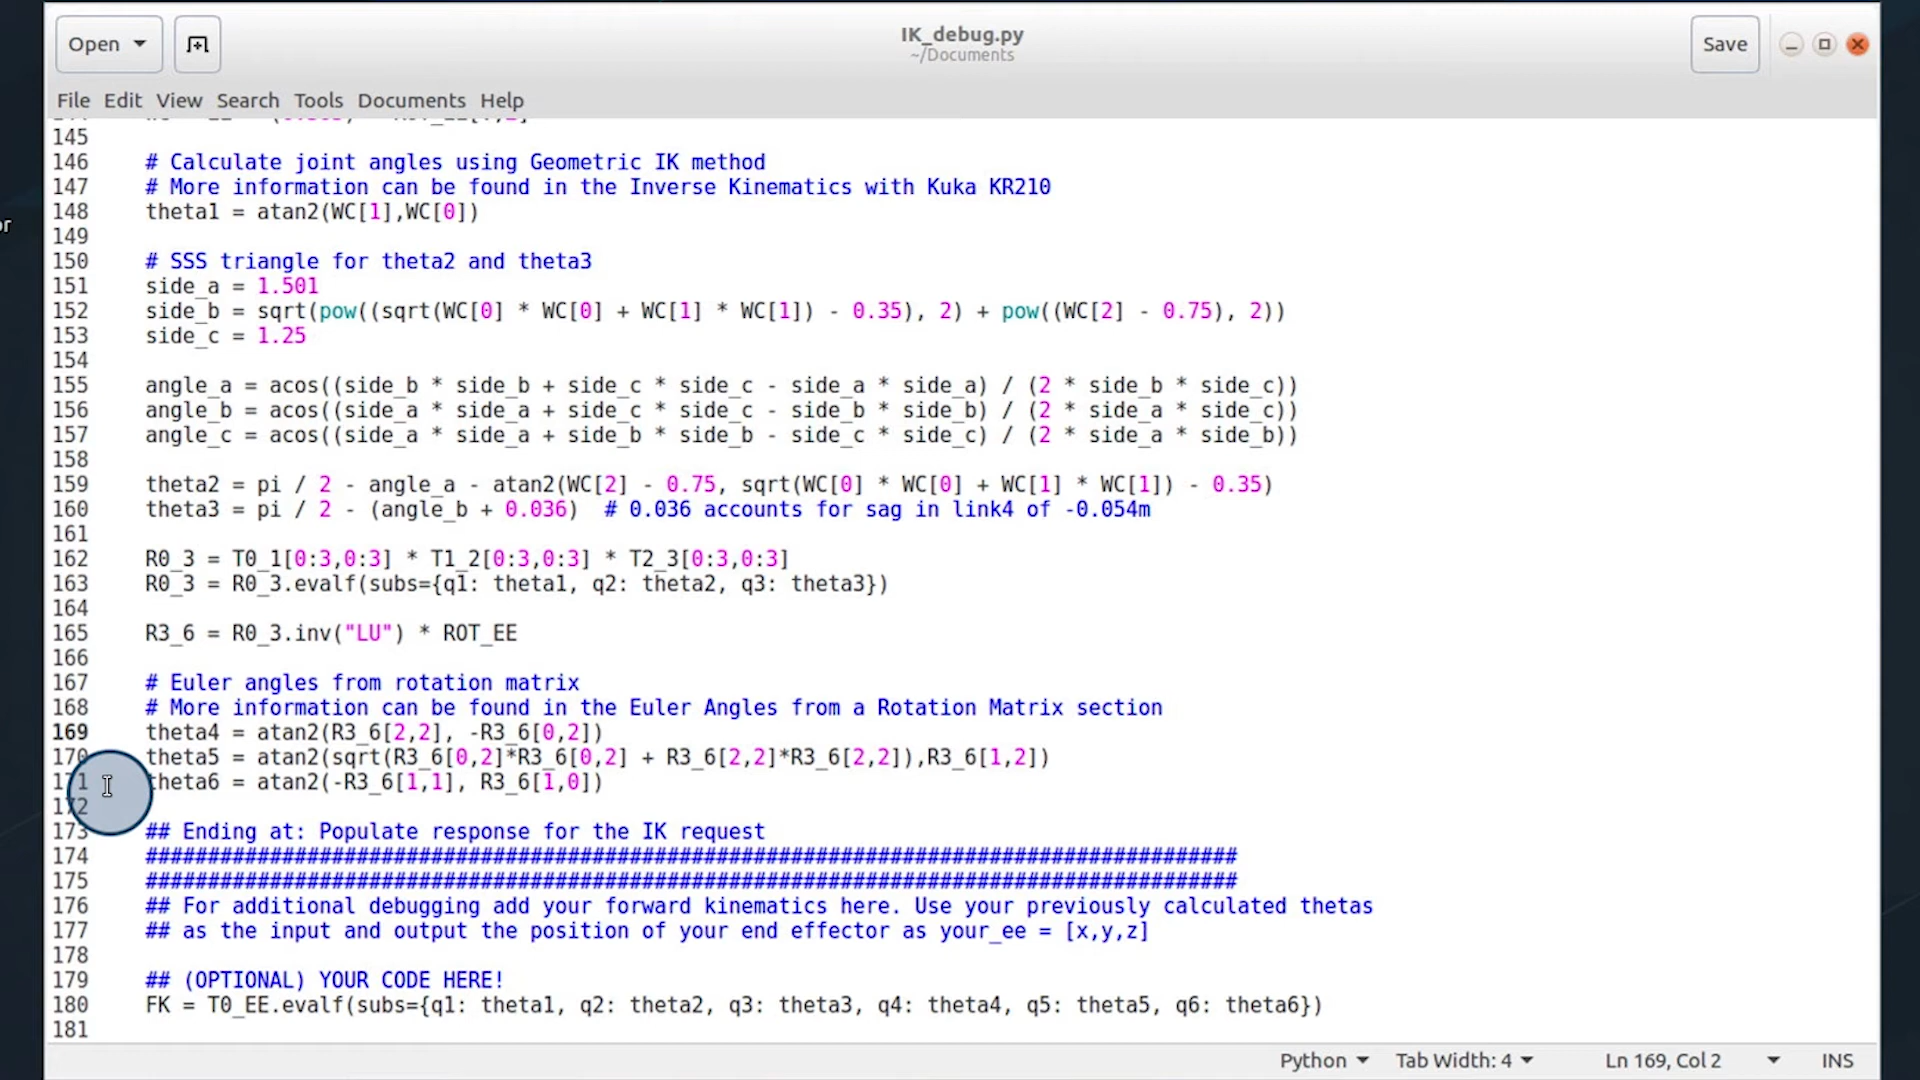 Open
IK_debug.py
~/Documents
Save
File Edit View Search Tools Documents Help
145
146 # Calculate joint angles using Geometric IK method
147 # More information can be found in the Inverse Kinematics with Kuka KR210
148 theta1 = atan2(WC[1],WC[0])
149
150 # SSS triangle for theta2 and theta3
151 side_a = 1.501
152 side_b = sqrt(pow((sqrt(WC[0] * WC[0] + WC[1] * WC[1]) - 0.35), 2) + pow((WC[2] - 0.75), 2))
153 side_c = 1.25
154
155 angle_a = acos((side_b * side_b + side_c * side_c - side_a * side_a) / (2 * side_b * side_c))
156 angle_b = acos((side_a * side_a + side_c * side_c - side_b * side_b) / (2 * side_a * side_c))
157 angle_c = acos((side_a * side_a + side_b * side_b - side_c * side_c) / (2 * side_a * side_b))
158
159 theta2 = pi / 2 - angle_a - atan2(WC[2] - 0.75, sqrt(WC[0] * WC[0] + WC[1] * WC[1]) - 0.35)
160 theta3 = pi / 2 - (angle_b + 0.036) # 0.036 accounts for sag in link4 of -0.054m
161
162 R0_3 = T0_1[0:3,0:3] * T1_2[0:3,0:3] * T2_3[0:3,0:3]
163 R0_3 = R0_3.evalf(subs={q1: theta1, q2: theta2, q3: theta3})
164
165 R3_6 = R0_3.inv("LU") * ROT_EE
166
167 # Euler angles from rotation matrix
168 # More information can be found in the Euler Angles from a Rotation Matrix section
169 theta4 = atan2(R3_6[2,2], -R3_6[0,2])
170 theta5 = atan2(sqrt(R3_6[0,2]*R3_6[0,2] + R3_6[2,2]*R3_6[2,2]),R3_6[1,2])
171 theta6 = atan2(-R3_6[1,1], R3_6[1,0])
172
173 ## Ending at: Populate response for the IK request
174 ########################################################################################
175 ########################################################################################
176 ## For additional debugging add your forward kinematics here. Use your previously calculated thetas
177 ## as the input and output the position of your end effector as your_ee = [x,y,z]
178
179 ## (OPTIONAL) YOUR CODE HERE!
180 FK = T0_EE.evalf(subs={q1: theta1, q2: theta2, q3: theta3, q4: theta4, q5: theta5, q6: theta6})
181
Python Tab Width: 4 Ln 169, Col 2 INS